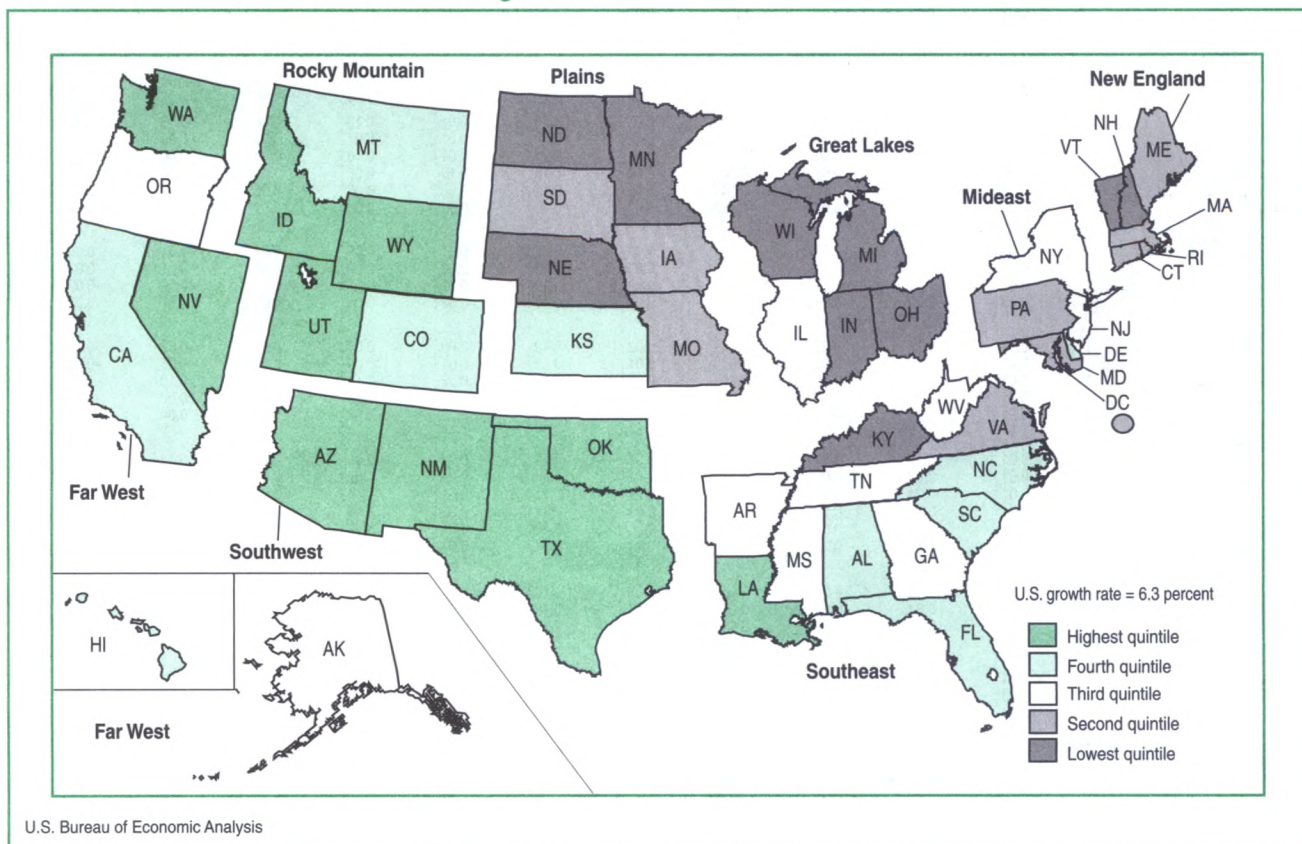 Rocky Mountain
Plains
New England
Great Lakes
Mideast
WA
OR
CA
NV
ID
MT
WY
UT
CO
ND
SD
NE
KS
MN
IA
MO
WI
MI
IL
IN
OH
NH
VT
ME
MA
RI
CT
NY
PA
NJ
DE
MD
DC
AZ
NM
OK
TX
AR
LA
MS
AL
GA
FL
TN
KY
WV
VA
NC
SC
Far West
Southwest
Southeast
HI
AK
Far West
U.S. growth rate = 6.3 percent
Highest quintile
Fourth quintile
Third quintile
Second quintile
Lowest quintile
U.S. Bureau of Economic Analysis